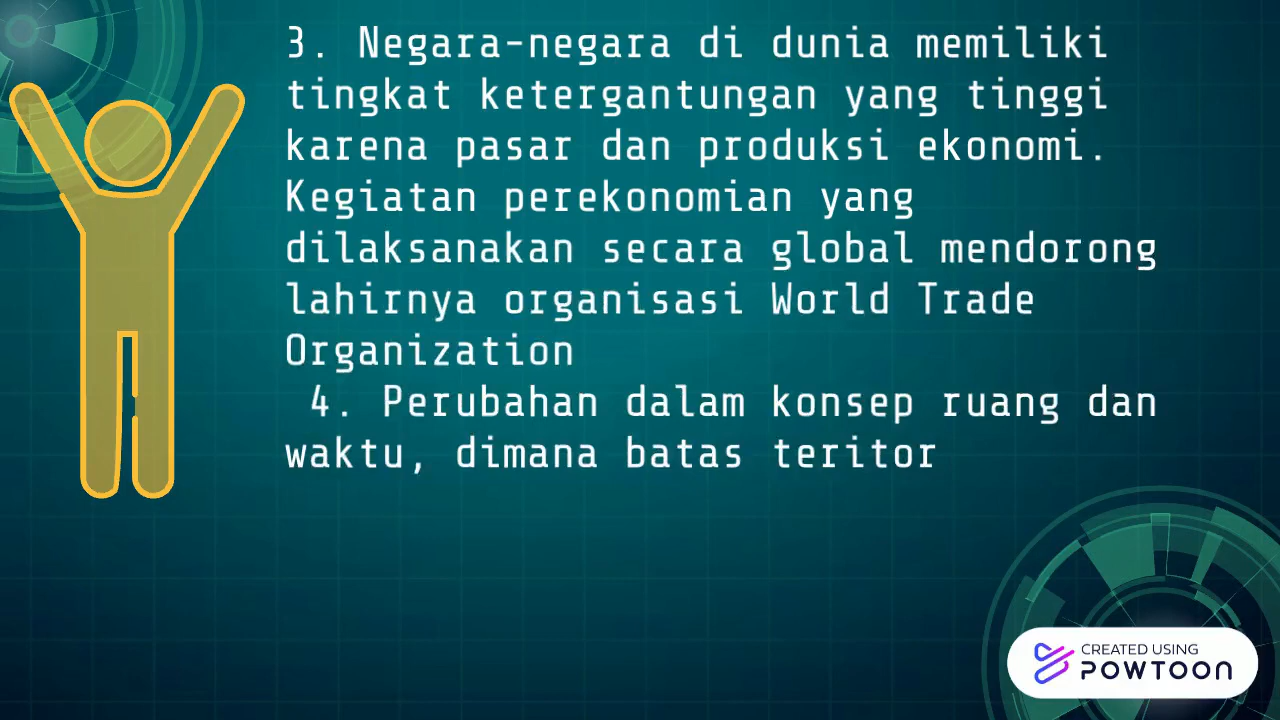 3. Negara-negara di dunia memiliki
tingkat ketergantungan yang tinggi
karena pasar dan produksi ekonomi.
Kegiatan perekonomian yang
dilaksanakan secara global mendorong
lahirnya organisasi World Trade
Organization
4. Perubahan dalam konsep ruang dan
waktu, dimana batas teritor
CREATED USING
POWTOON